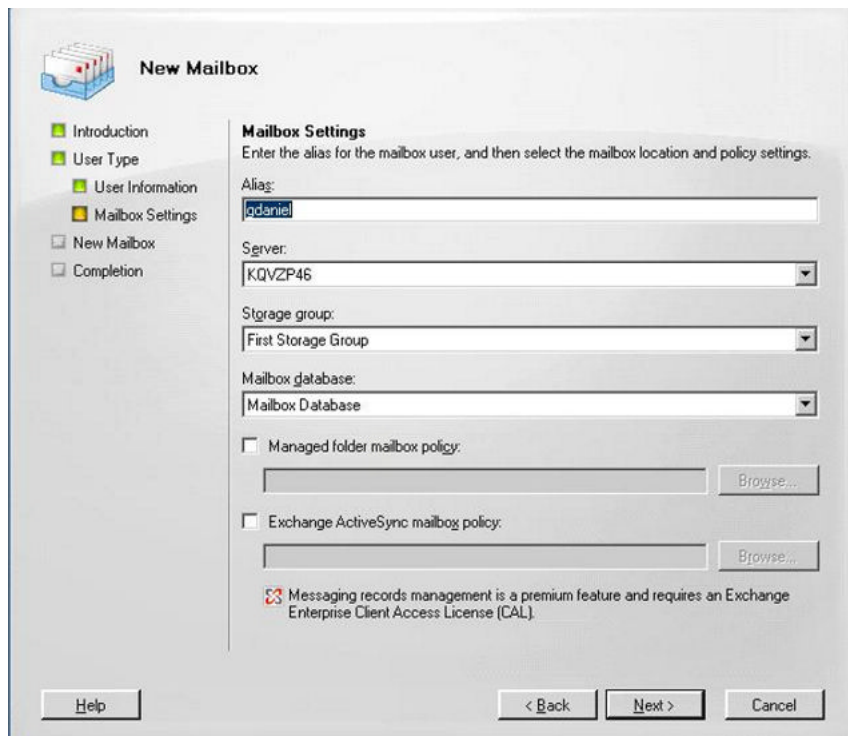 New Mailbox
Introduction
User Type
User Information
Mailbox Settings
New Mailbox
Completion
Mailbox Settings
Enter the alias for the mailbox user, and then select the mailbox location and policy settings.
Alias:
gdaniel
Server:
KQVZP46
Storage group:
First Storage Group
Mailbox database:
Mailbox Database
Managed folder mailbox policy:
Browse...
Exchange ActiveSync mailbox policy:
Browse...
Messaging records management is a premium feature and requires an Exchange
Enterprise Client Access License (CAL).
Help
< Back
Next >
Cancel